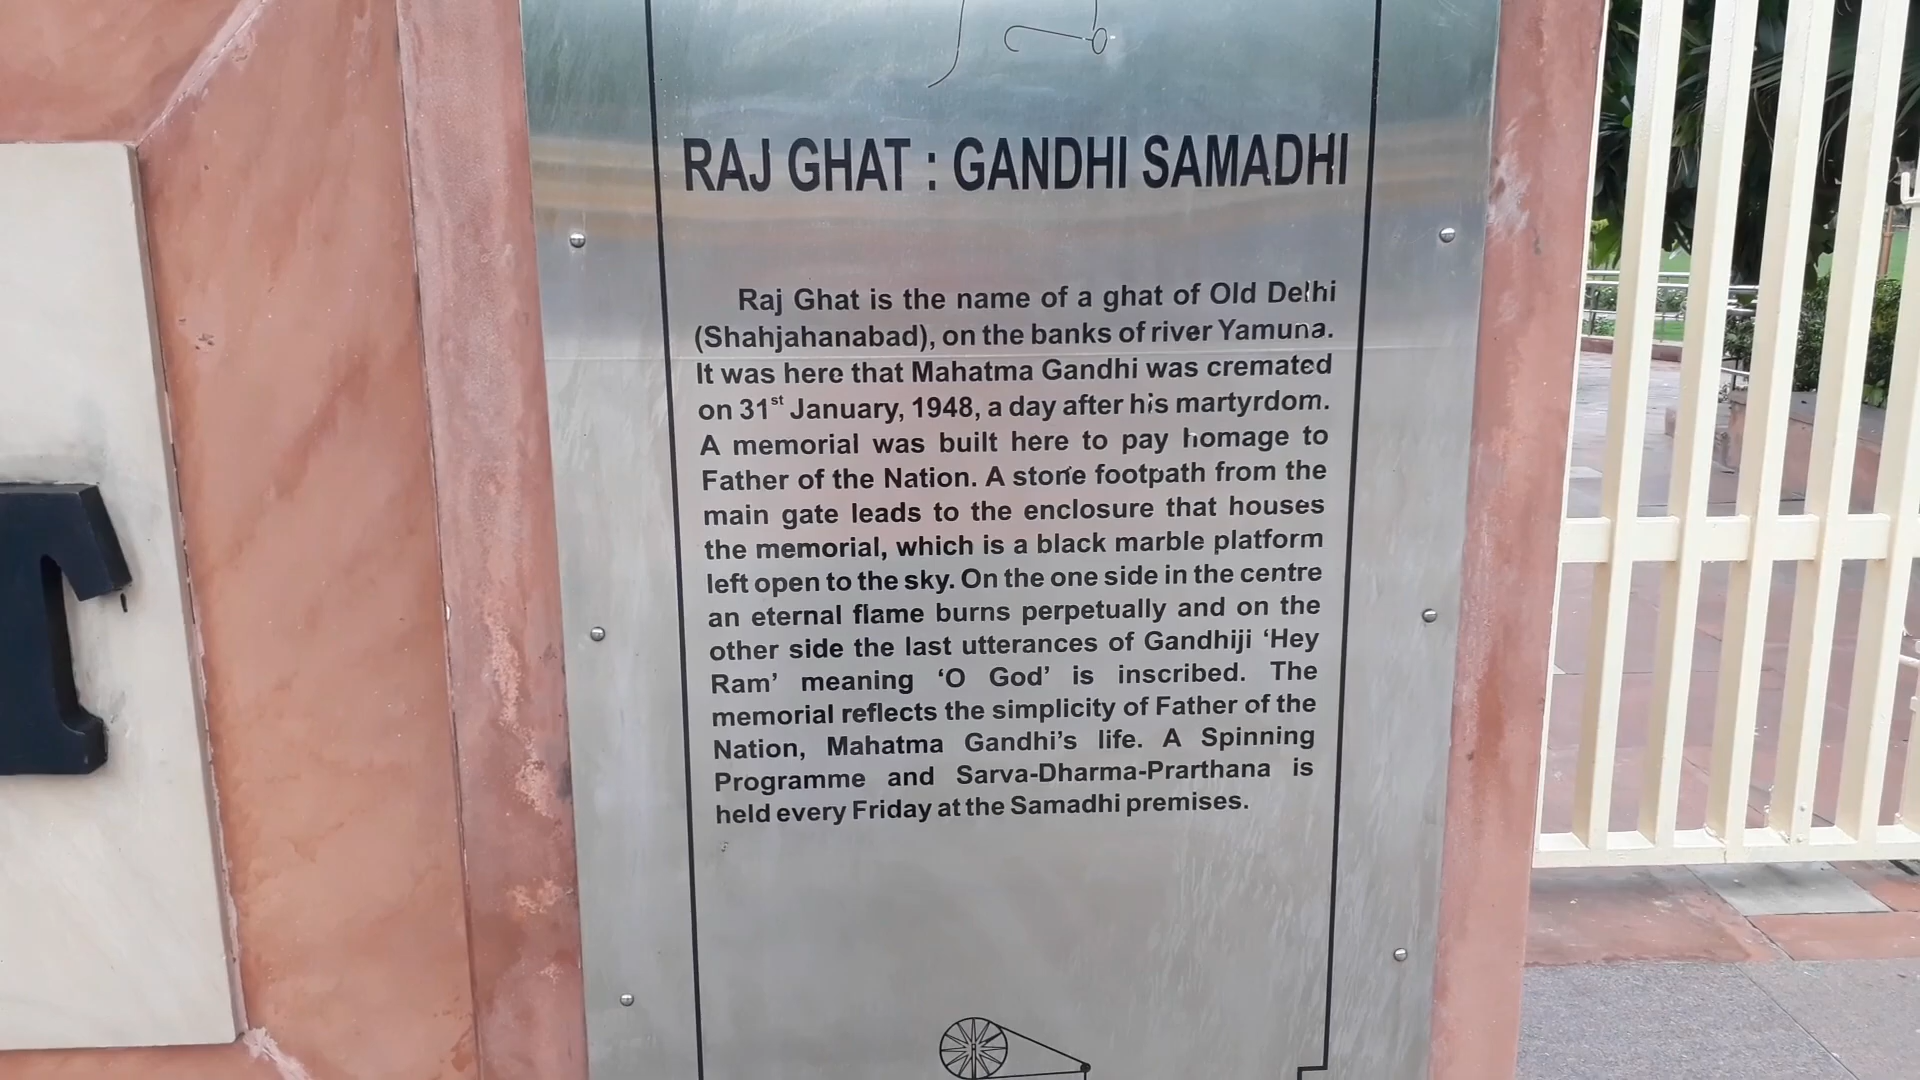 RAJ GHAT : GANDHI SAMADHI
Raj Ghat is the name of a ghat of Old Delhi
(Shahjahanabad), on the banks of river Yamuna.
It was here that Mahatma Gandhi was cremated
on 31st January, 1948, a day after his martyrdom.
A memorial was built here to pay homage to
Father of the Nation. A stone footpath from the
main gate leads to the enclosure that houses
the memorial, which is a black marble platform
left open to the sky. On the one side in the centre
an eternal flame burns perpetually and on the
other side the last utterances of Gandhiji ‘Hey
Ram’ meaning ‘O God’ is inscribed. The
memorial reflects the simplicity of Father of the
Nation, Mahatma Gandhi’s life. A Spinning
Programme and Sarva-Dharma-Prarthana is
held every Friday at the Samadhi premises.